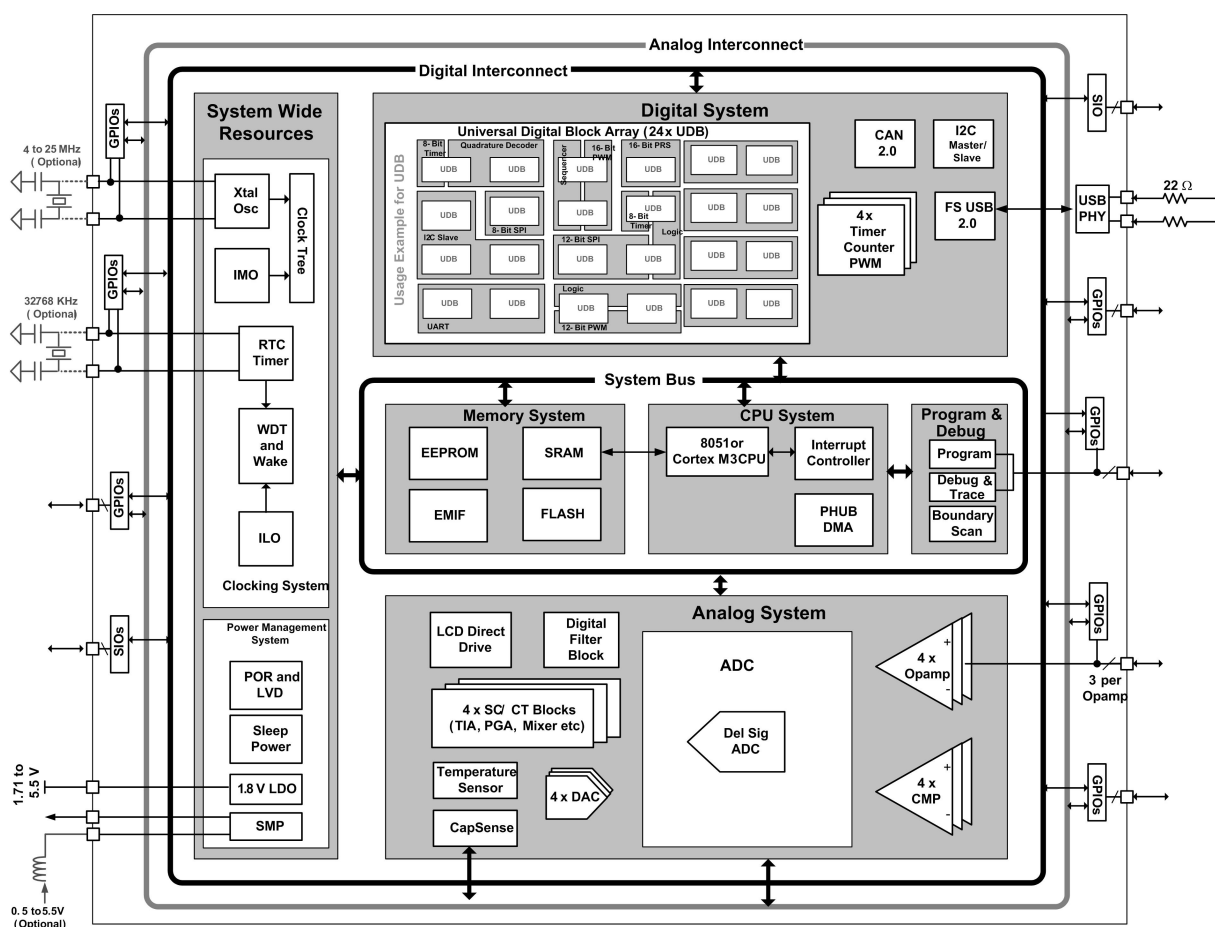 Analog Interconnect
Digital Interconnect
System Wide
Resources
GPIOs
4 to 25 MHz
( Optional)
Xtal
Osc
Clock Tree
IMO
GPIOs
32768 KHz
( Optional)
RTC
Timer
WDT
and
Wake
GPIOs
ILO
Clocking System
SIOs
Power Management
System
POR and
LVD
Sleep
Power
1.71 to
5.5 V
1.8 V LDO
SMP
0. 5 to 5.5V
(Optional)
Digital System
Universal Digital Block Array (24 x UDB)
Usage Example for UDB
8- Bit
Timer
Quadrature Decoder
Sequencer
16- Bit
PWM
16- Bit PRS
UDB
UDB
UDB
UDB
UDB
UDB
UDB
UDB
UDB
UDB
UDB
UDB
I2C Slave
8- Bit SPI
12- Bit SPI
8- Bit
Timer
Logic
UDB
UDB
UDB
UDB
UDB
UDB
UDB
UDB
Logic
UDB
UDB
UDB
UDB
UART
12- Bit PWM
CAN
2.0
I2C
Master/
Slave
4 x
Timer
Counter
PWM
FS USB
2.0
SIO
USB
PHY
22 Ω
GPIOs
System Bus
Memory System
EEPROM
SRAM
EMIF
FLASH
CPU System
8051or
Cortex M3CPU
Interrupt
Controller
PHUB
DMA
Program &
Debug
Program
Debug &
Trace
Boundary
Scan
GPIOs
Analog System
LCD Direct
Drive
Digital
Filter
Block
ADC
4 x
Opamp
+
-
GPIOs
3 per
Opamp
4 x SC/ CT Blocks
(TIA, PGA, Mixer etc)
Del Sig
ADC
Temperature
Sensor
4 x DAC
4 x
CMP
+
-
CapSense
GPIOs